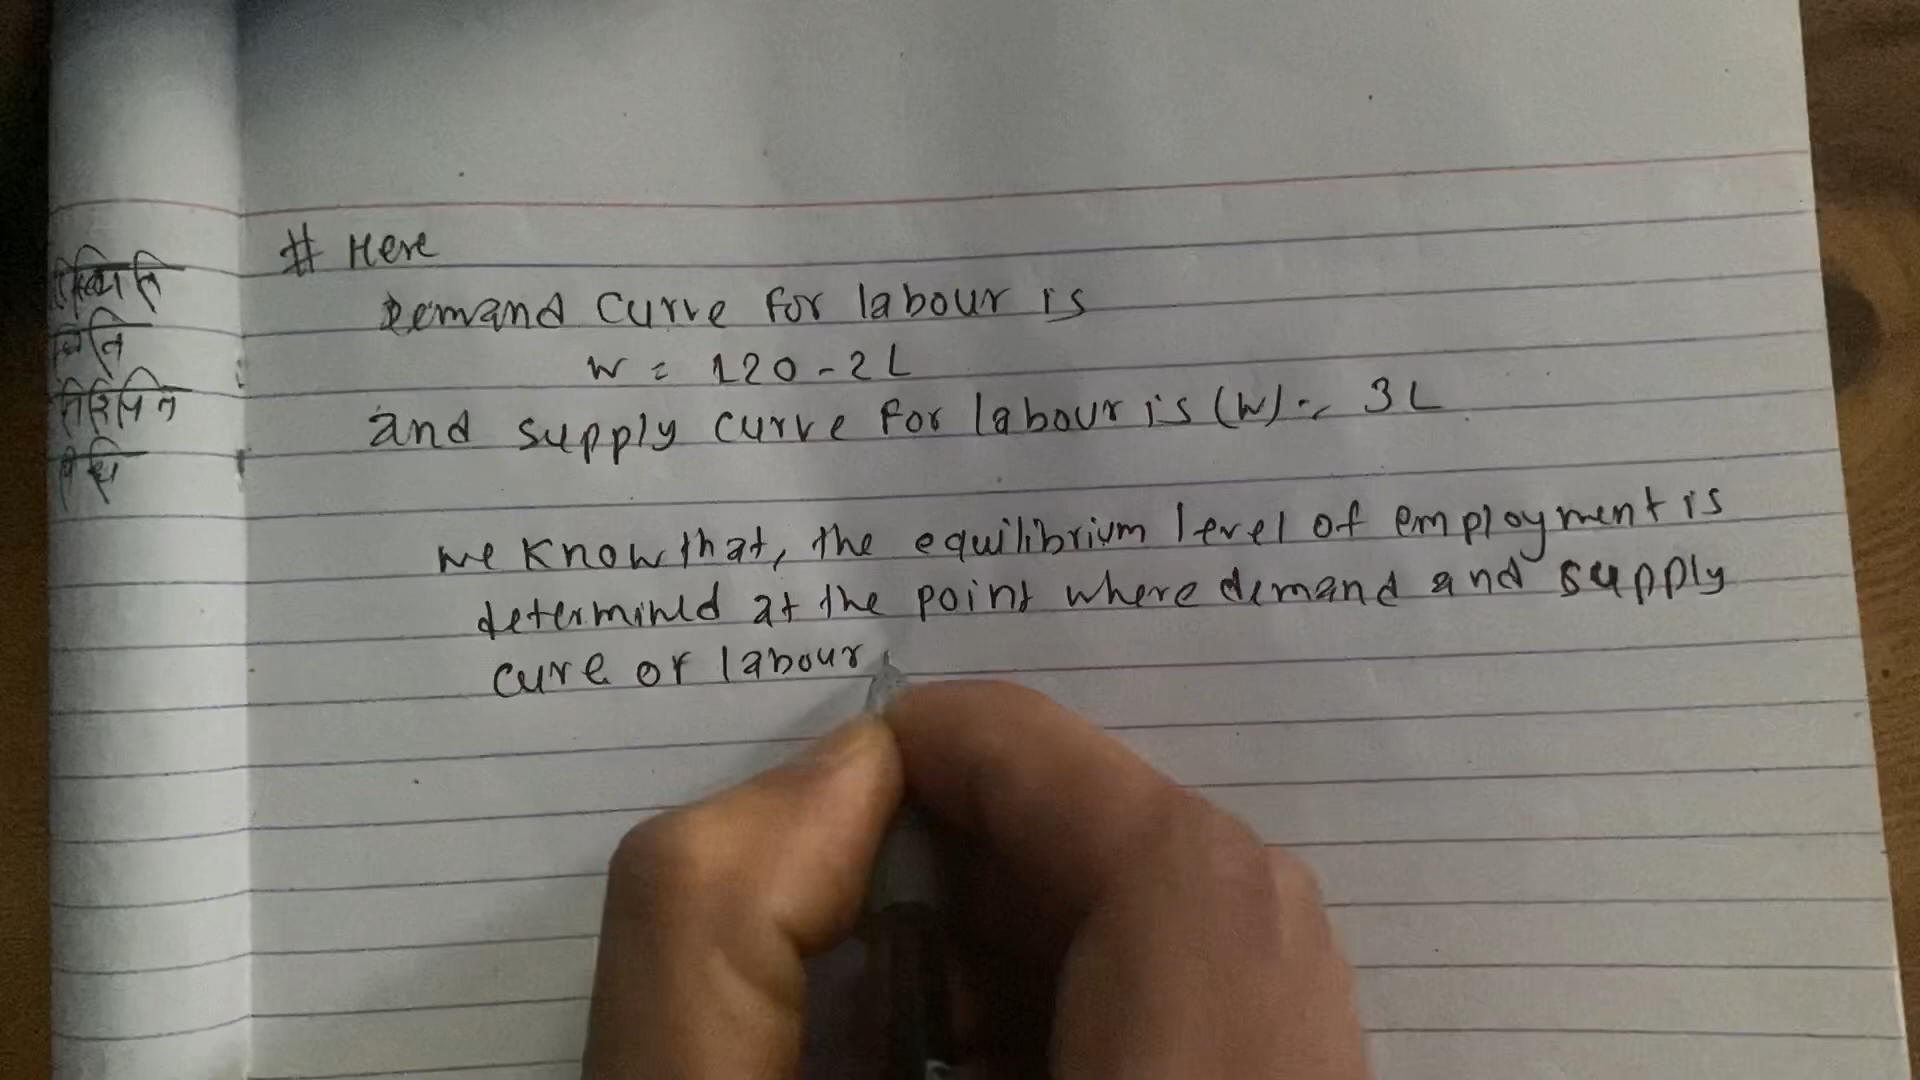 # Here
Demand curve for labour is
W = 120 - 2L
and supply curve for labour is (W) = 3L
we know that, the equilibrium level of employment is
determined at the point where demand and supply
cure of labour